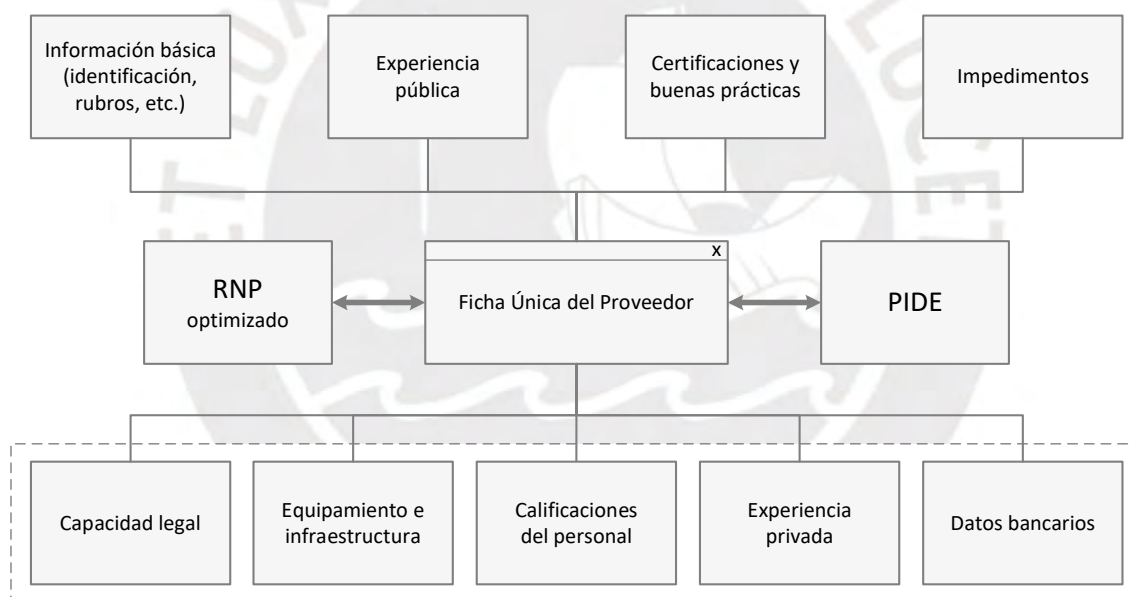 Información básica
(identificación,
rubros, etc.)
Experiencia
pública
Certificaciones y
buenas prácticas
Impedimentos
RNP
optimizado
X
Ficha Única del Proveedor
PIDE
Capacidad legal
Equipamiento e
infraestructura
Calificaciones
del personal
Experiencia
privada
Datos bancarios